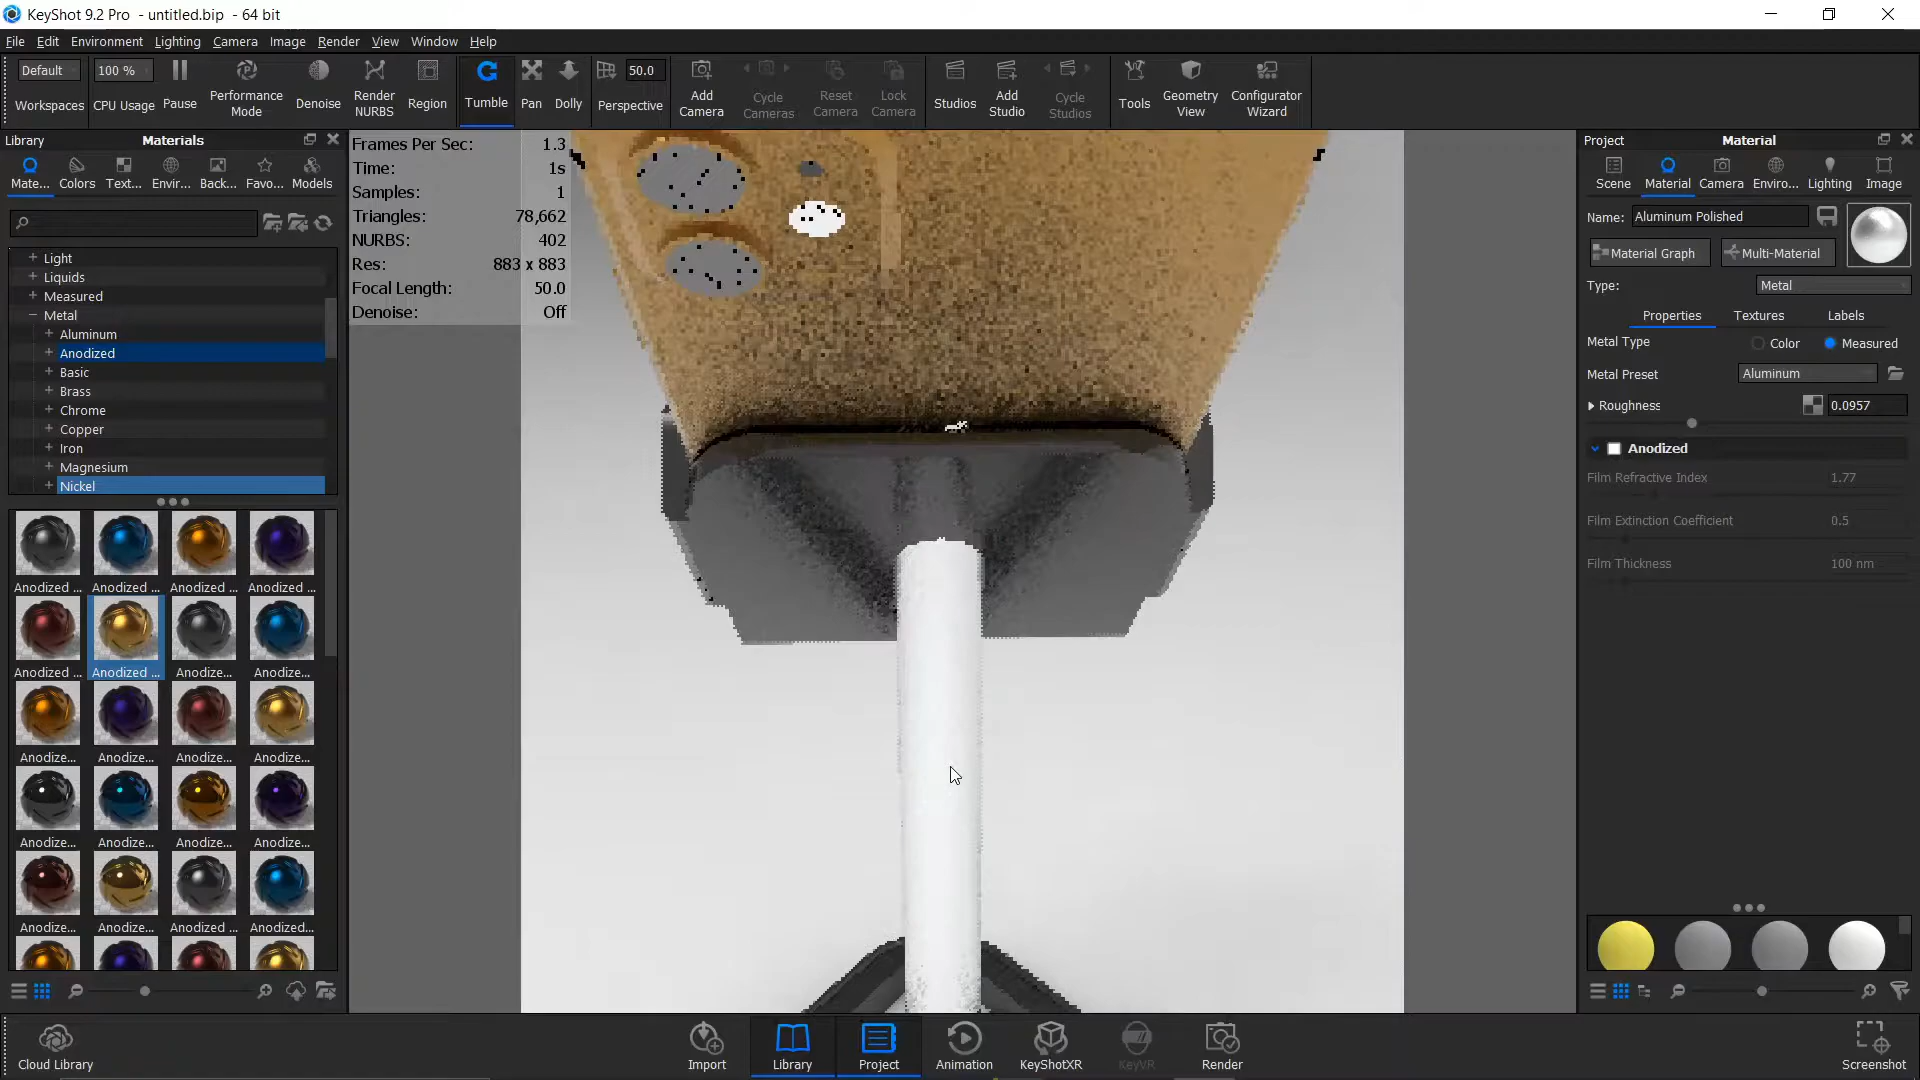 KeyShot 9.2 Pro - untitled.bip - 64 bit
File Edit Environment Lighting Camera Image Render View Window Help
Default 100 % 50.0
Workspaces CPU Usage Pause Performance Mode Denoise Render NURBS Region Tumble Pan Dolly Perspective Add Camera Cycle Cameras Reset Camera Lock Camera Studios Add Studio Cycle Studios Tools Geometry View Configurator Wizard
Library Materials
Mate... Colors Text... Envir... Back... Favo... Models
Light
Liquids
Measured
Metal
Aluminum
Anodized
Basic
Brass
Chrome
Copper
Iron
Magnesium
Nickel
Anodized ... Anodized ... Anodized ... Anodized ...
Anodized ... Anodized ... Anodize... Anodize...
Anodize... Anodize... Anodize... Anodize...
Anodize... Anodize... Anodize... Anodize...
Anodize... Anodize... Anodized ... Anodized...
Frames Per Sec: 1.3
Time: 1s
Samples: 1
Triangles: 78,662
NURBS: 402
Res: 883 x 883
Focal Length: 50.0
Denoise: Off
Project Material
Scene Material Camera Enviro... Lighting Image
Name: Aluminum Polished
Material Graph Multi-Material
Type: Metal
Properties Textures Labels
Metal Type Color Measured
Metal Preset Aluminum
Roughness 0.0957
Anodized
Film Refractive Index 1.77
Film Extinction Coefficient 0.5
Film Thickness 100 nm
Cloud Library Import Library Project Animation KeyShotXR KeyVR Render Screenshot